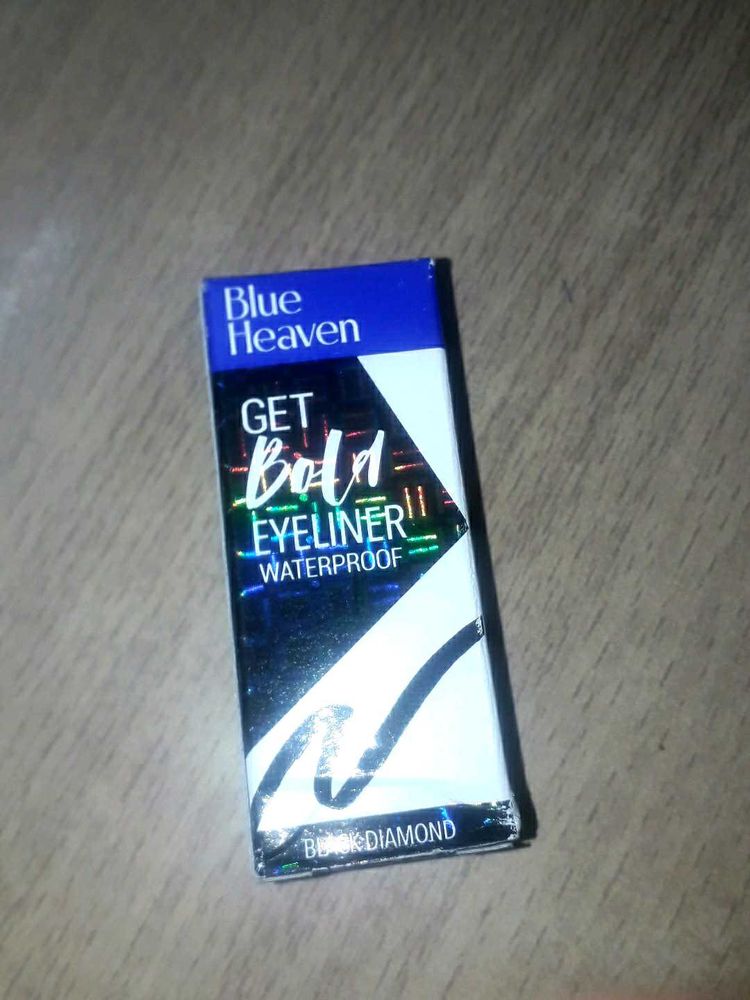 Blue
Heaven
GET
Bold
EYELINER
WATERPROOF
BLACK DIAMOND